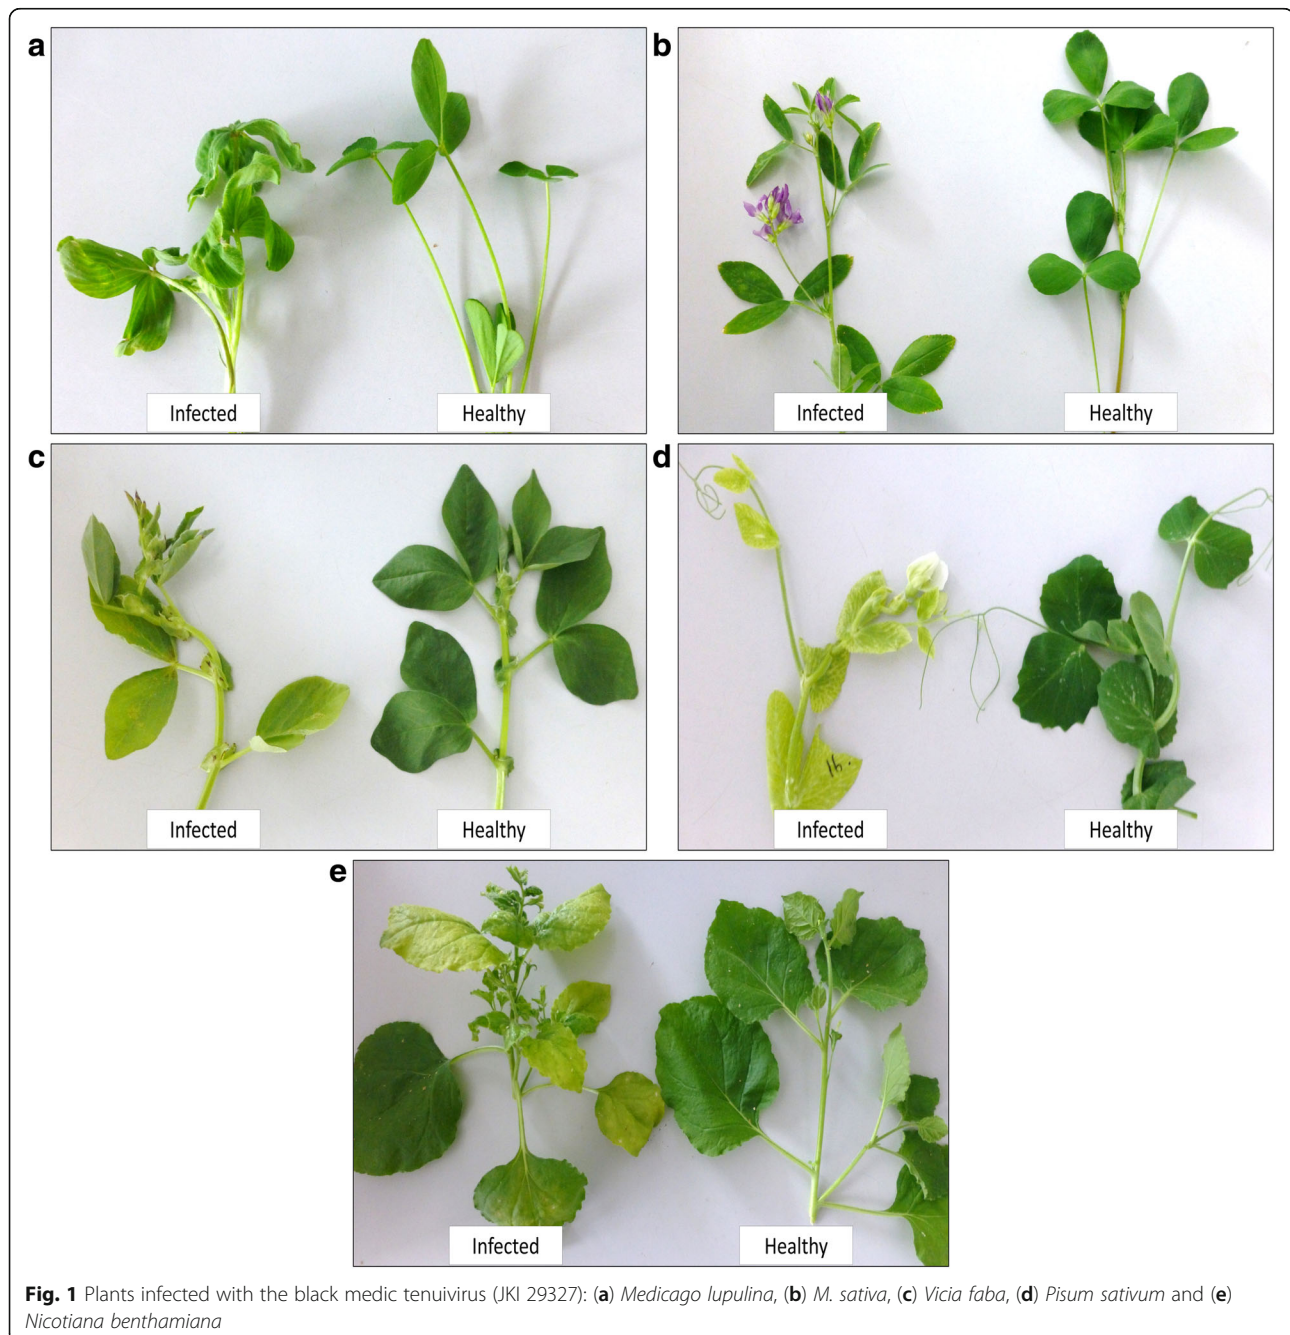 a
b
Infected
Healthy
Infected
Healthy
c
d
16.
Infected
Healthy
Infected
Healthy
e
Infected
Healthy
Fig. 1 Plants infected with the black medic tenuivirus (JKI 29327): (a) Medicago lupulina, (b) M. sativa, (c) Vicia faba, (d) Pisum sativum and (e)
Nicotiana benthamiana